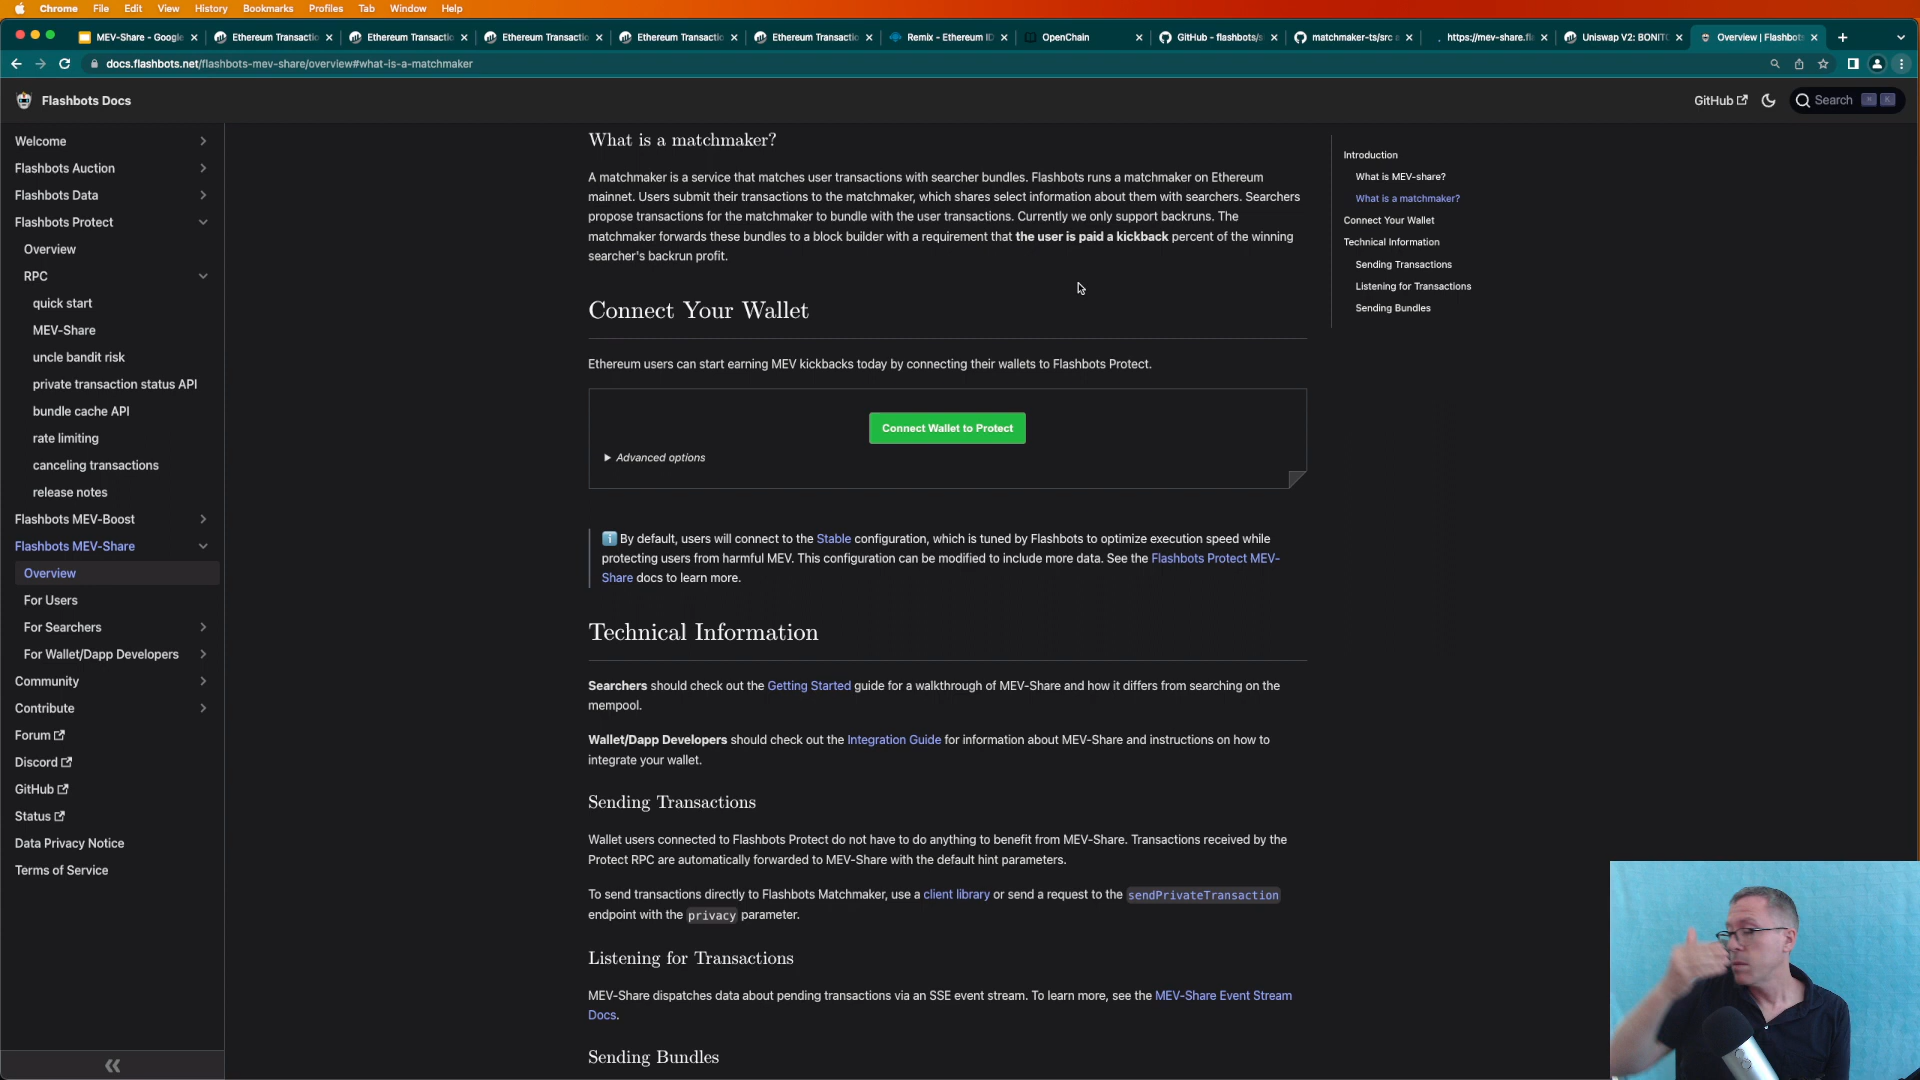 Chrome File Edit View History Bookmarks Profiles Tab Window Help
MEV-Share - Google
Ethereum Transactic
Ethereum Transactic
Ethereum Transactic
Ethereum Transactic
Ethereum Transactic
Remix - Ethereum ID
OpenChain
GitHub - flashbots/s
matchmaker-ts/src a
https://mev-share.fl
Uniswap V2: BONITO
Overview | Flashbots
docs.flashbots.net/flashbots-mev-share/overview#what-is-a-matchmaker
Flashbots Docs
GitHub
Search K
Welcome
Flashbots Auction
Flashbots Data
Flashbots Protect
Overview
RPC
quick start
MEV-Share
uncle bandit risk
private transaction status API
bundle cache API
rate limiting
canceling transactions
release notes
Flashbots MEV-Boost
Flashbots MEV-Share
Overview
For Users
For Searchers
For Wallet/Dapp Developers
Community
Contribute
Forum
Discord
GitHub
Status
Data Privacy Notice
Terms of Service
What is a matchmaker?
A matchmaker is a service that matches user transactions with searcher bundles. Flashbots runs a matchmaker on Ethereum
mainnet. Users submit their transactions to the matchmaker, which shares select information about them with searchers. Searchers
propose transactions for the matchmaker to bundle with the user transactions. Currently we only support backruns. The
matchmaker forwards these bundles to a block builder with a requirement that the user is paid a kickback percent of the winning
searcher's backrun profit.
Connect Your Wallet
Ethereum users can start earning MEV kickbacks today by connecting their wallets to Flashbots Protect.
Connect Wallet to Protect
Advanced options
By default, users will connect to the Stable configuration, which is tuned by Flashbots to optimize execution speed while
protecting users from harmful MEV. This configuration can be modified to include more data. See the Flashbots Protect MEV-
Share docs to learn more.
Technical Information
Searchers should check out the Getting Started guide for a walkthrough of MEV-Share and how it differs from searching on the
mempool.
Wallet/Dapp Developers should check out the Integration Guide for information about MEV-Share and instructions on how to
integrate your wallet.
Sending Transactions
Wallet users connected to Flashbots Protect do not have to do anything to benefit from MEV-Share. Transactions received by the
Protect RPC are automatically forwarded to MEV-Share with the default hint parameters.
To send transactions directly to Flashbots Matchmaker, use a client library or send a request to the sendPrivateTransaction
endpoint with the privacy parameter.
Listening for Transactions
MEV-Share dispatches data about pending transactions via an SSE event stream. To learn more, see the MEV-Share Event Stream
Docs.
Sending Bundles
Introduction
What is MEV-share?
What is a matchmaker?
Connect Your Wallet
Technical Information
Sending Transactions
Listening for Transactions
Sending Bundles